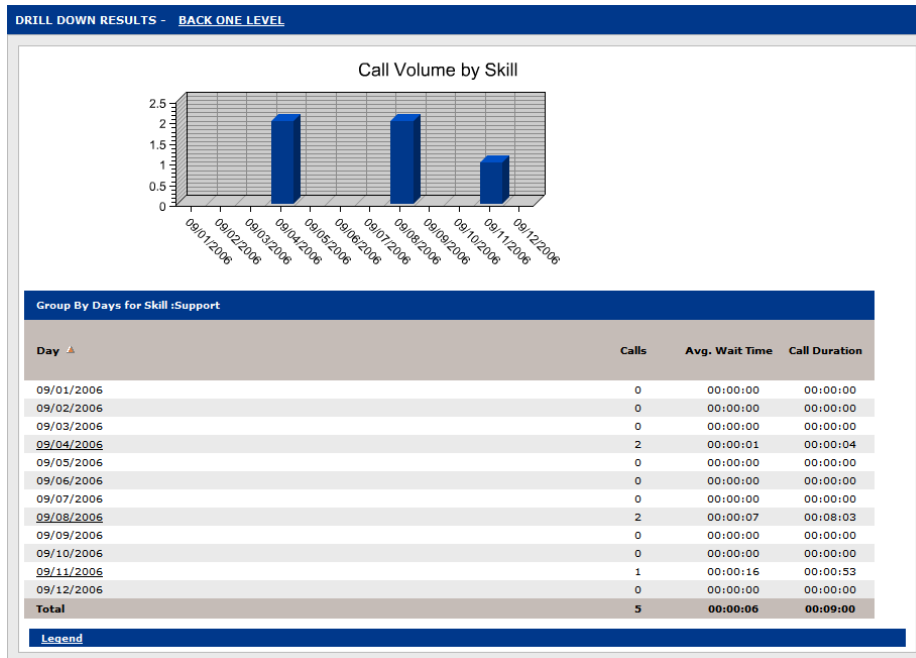 DRILL DOWN RESULTS - BACK ONE LEVEL
Call Volume by Skill
2.5
2
1.5
1
0.5
0
09/01/2006 09/02/2006 09/03/2006 09/04/2006 09/05/2006 09/06/2006 09/07/2006 09/08/2006 09/09/2006 09/10/2006 09/11/2006 09/12/2006
Group By Days for Skill :Support
Day Calls Avg. Wait Time Call Duration
09/01/2006 0 00:00:00 00:00:00
09/02/2006 0 00:00:00 00:00:00
09/03/2006 0 00:00:00 00:00:00
09/04/2006 2 00:00:01 00:00:04
09/05/2006 0 00:00:00 00:00:00
09/06/2006 0 00:00:00 00:00:00
09/07/2006 0 00:00:00 00:00:00
09/08/2006 2 00:00:07 00:08:03
09/09/2006 0 00:00:00 00:00:00
09/10/2006 0 00:00:00 00:00:00
09/11/2006 1 00:00:16 00:00:53
09/12/2006 0 00:00:00 00:00:00
Total 5 00:00:06 00:09:00
Legend